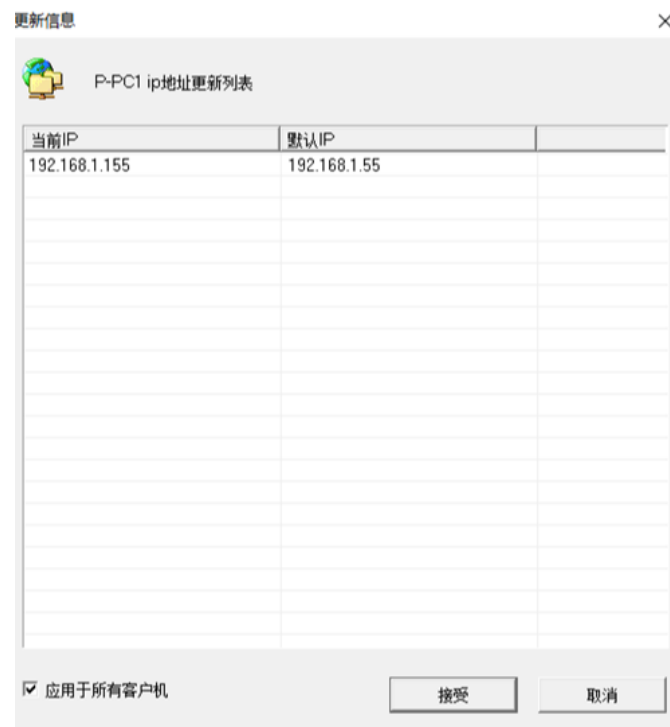 更新信息
P-PC1 ip地址更新列表
当前IP 默认IP
192.168.1.155 192.168.1.55
应用于所有客户机
接受 取消